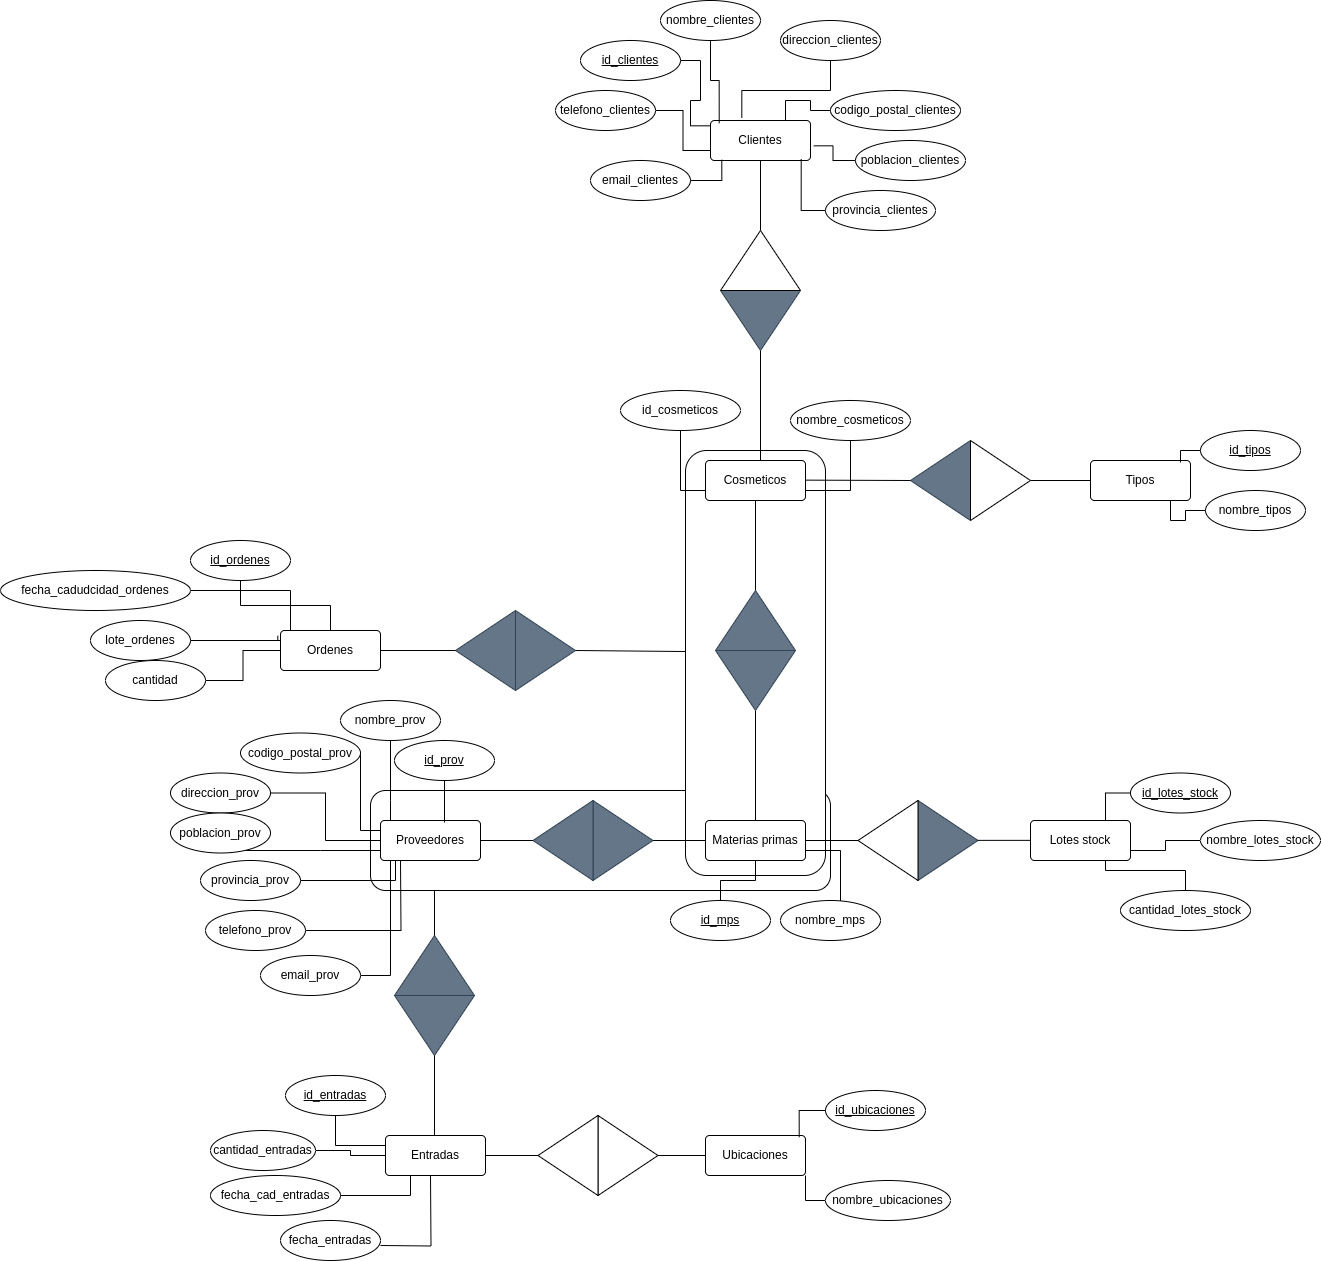 nombre_clientes
direccion_clientes
id_clientes
telefono_clientes
codigo_postal_clientes
Clientes
poblacion_clientes
email_clientes
provincia_clientes
id_cosmeticos
nombre_cosmeticos
id_tipos
Cosmeticos
Tipos
nombre_tipos
id_ordenes
fecha_cadudcidad_ordenes
lote_ordenes
Ordenes
cantidad
nombre_prov
codigo_postal_prov
id_prov
direccion_prov
id_lotes_stock
poblacion_prov
Proveedores
Materias primas
Lotes stock
nombre_lotes_stock
provincia_prov
telefono_prov
id_mps
nombre_mps
cantidad_lotes_stock
email_prov
id_entradas
id_ubicaciones
cantidad_entradas
Entradas
Ubicaciones
fecha_cad_entradas
nombre_ubicaciones
fecha_entradas